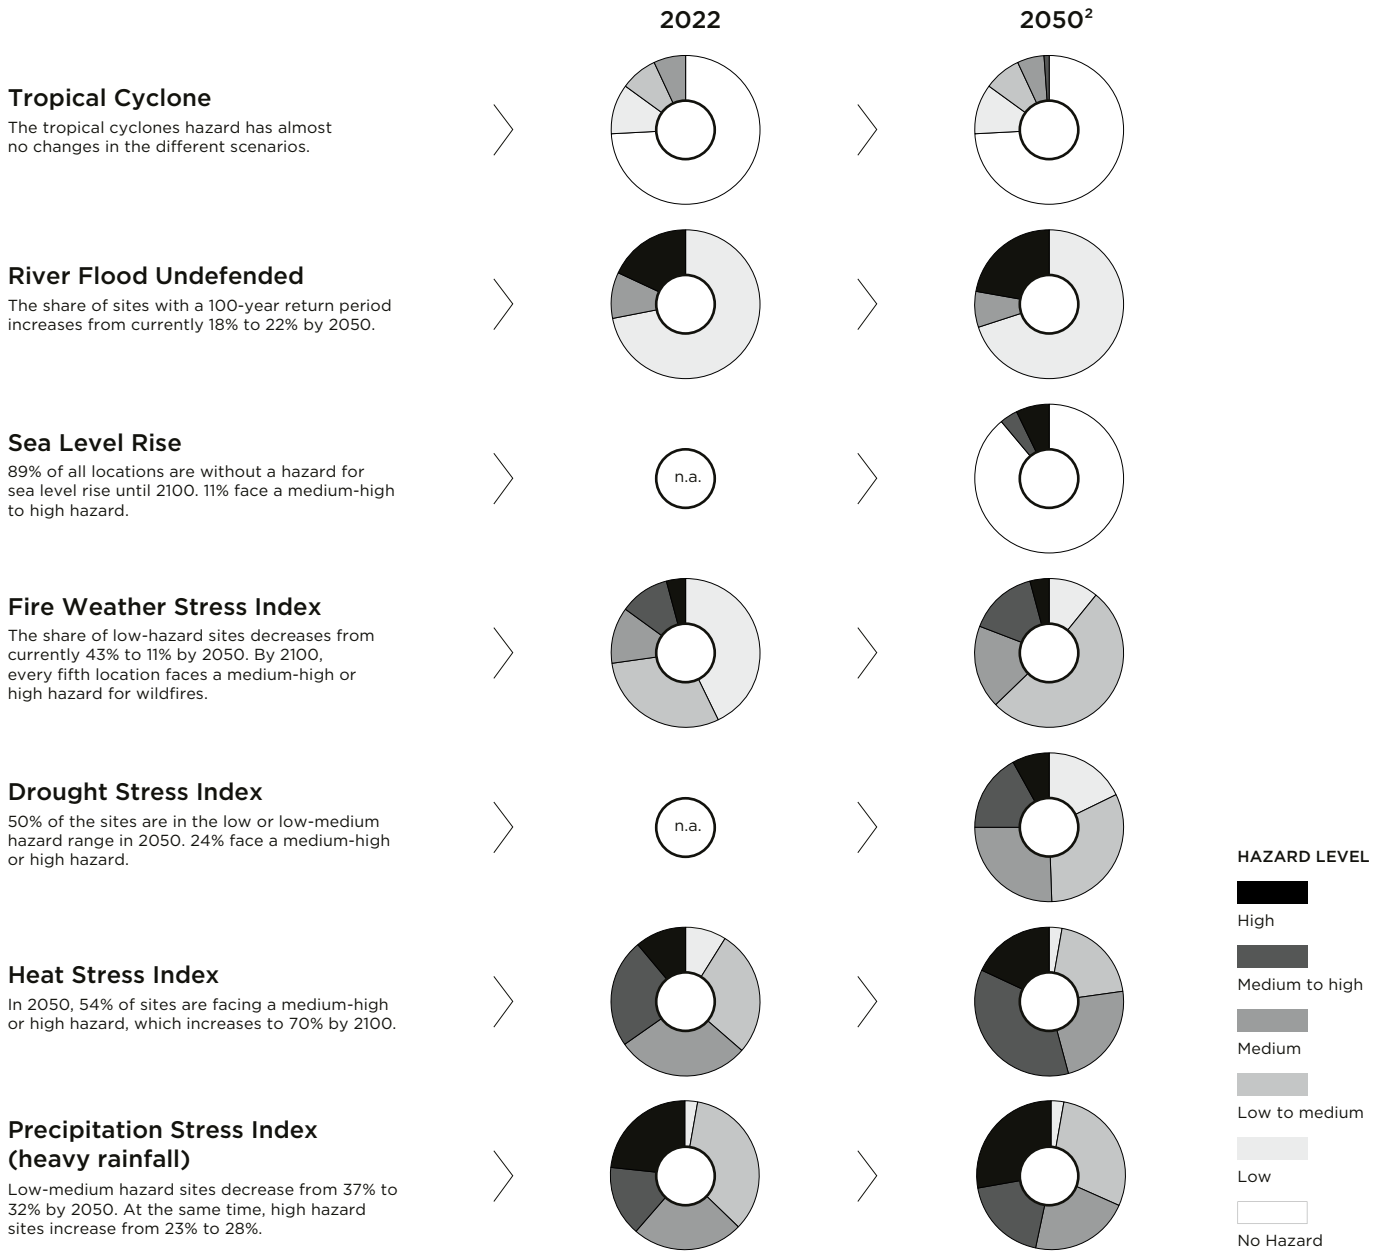 2022
2050²
Tropical Cyclone
The tropical cyclones hazard has almost
no changes in the different scenarios.
River Flood Undefended
The share of sites with a 100-year return period
increases from currently 18% to 22% by 2050.
Sea Level Rise
89% of all locations are without a hazard for
sea level rise until 2100. 11% face a medium-high
to high hazard.
n.a.
Fire Weather Stress Index
The share of low-hazard sites decreases from
currently 43% to 11% by 2050. By 2100,
every fifth location faces a medium-high or
high hazard for wildfires.
Drought Stress Index
50% of the sites are in the low or low-medium
hazard range in 2050. 24% face a medium-high
or high hazard.
n.a.
Heat Stress Index
In 2050, 54% of sites are facing a medium-high
or high hazard, which increases to 70% by 2100.
Precipitation Stress Index
(heavy rainfall)
Low-medium hazard sites decrease from 37% to
32% by 2050. At the same time, high hazard
sites increase from 23% to 28%.
HAZARD LEVEL
High
Medium to high
Medium
Low to medium
Low
No Hazard